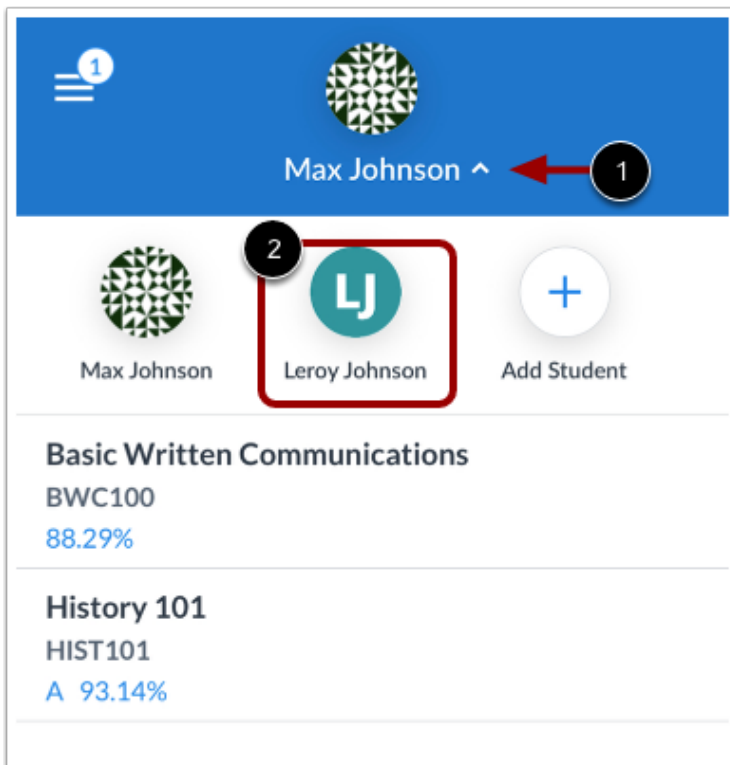 1
Max Johnson
1
2
LJ
Max Johnson
Leroy Johnson
Add Student
Basic Written Communications
BWC100
88.29%
History 101
HIST101
A 93.14%